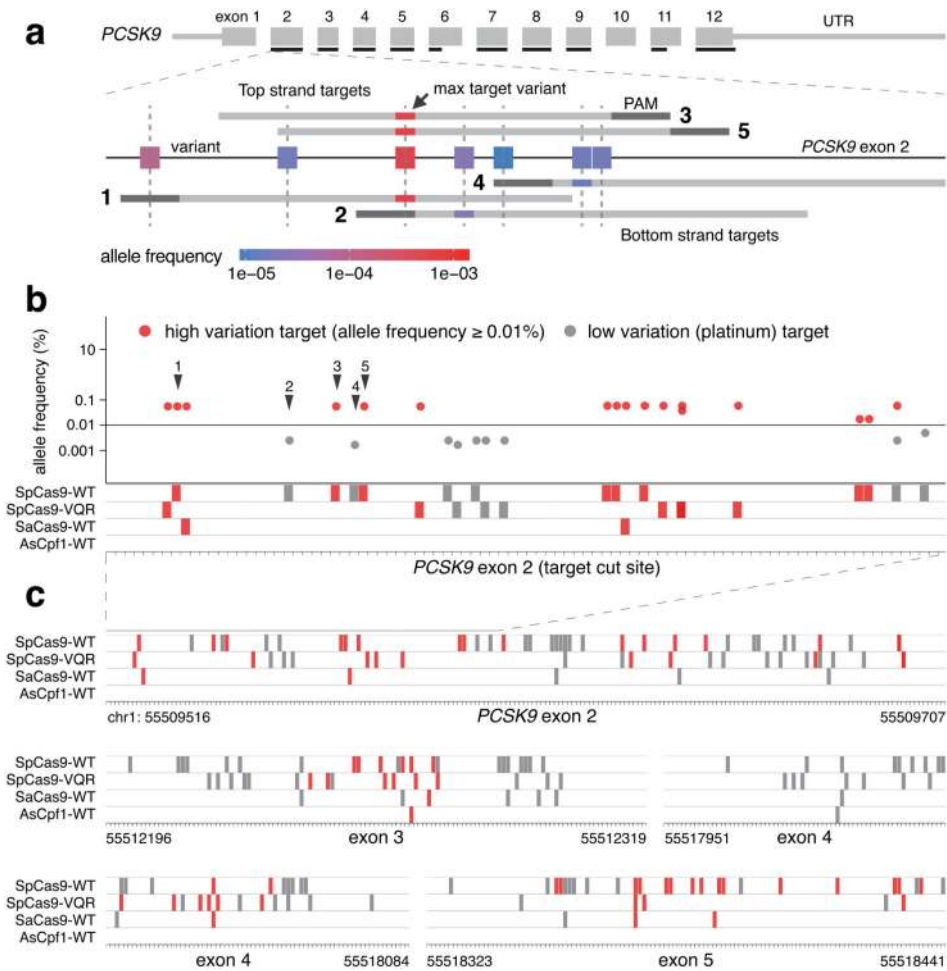 a
PCSK9
exon 1 2 3 4 5 6 7 8 9 10 11 12 UTR
Top strand targets
max target variant
PAM
3
5
variant
PCSK9 exon 2
4
1
2
Bottom strand targets
allele frequency
1e-05 1e-04 1e-03
b
high variation target (allele frequency ≥ 0.01%) low variation (platinum) target
allele frequency (%)
10
0.1
0.01
0.001
1 2 3 4 5
SpCas9-WT
SpCas9-VQR
SaCas9-WT
AsCpf1-WT
PCSK9 exon 2 (target cut site)
c
SpCas9-WT
SpCas9-VQR
SaCas9-WT
AsCpf1-WT
chr1: 55509516 PCSK9 exon 2 55509707
SpCas9-WT
SpCas9-VQR
SaCas9-WT
AsCpf1-WT
55512196 exon 3 55512319 55517951 exon 4
SpCas9-WT
SpCas9-VQR
SaCas9-WT
AsCpf1-WT
exon 4 55518084 55518323 exon 5 55518441